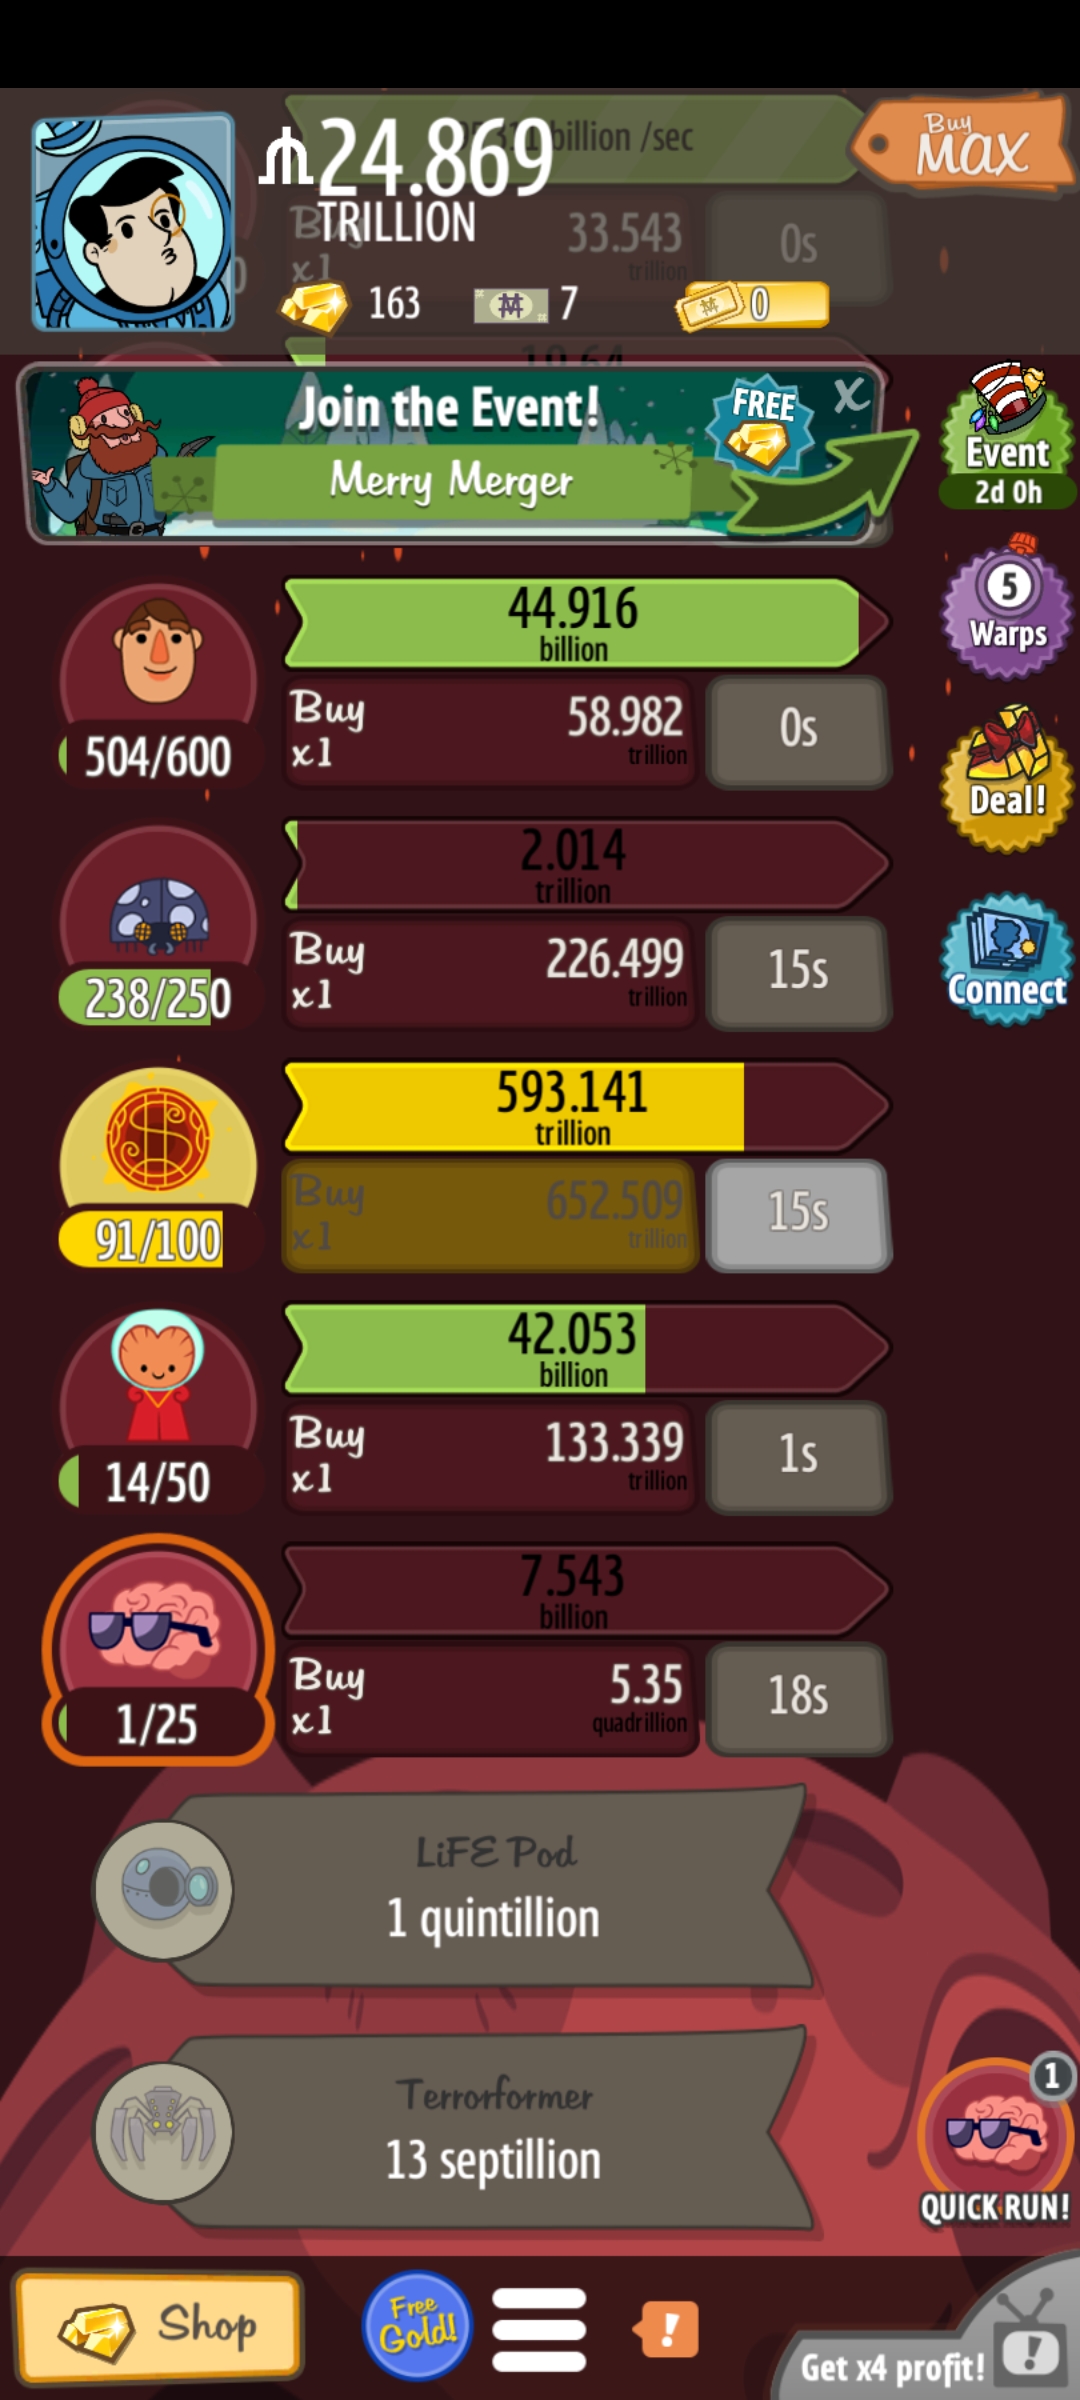 24.869
TRILLION
billion /sec
Buy
MAX
Buy
x1
33.543
trillion
0s
163
7
0
19.64
Join the Event!
FREE
X
Merry Merger
Event
2d 0h
44.916
billion
504/600
Buy
x1
58.982
trillion
0s
5
Warps
2.014
trillion
238/250
Buy
x1
226.499
trillion
15s
Deal!
Connect
593.141
trillion
91/100
Buy
x1
652.509
trillion
15s
42.053
billion
14/50
Buy
x1
133.339
trillion
1s
7.543
billion
1/25
Buy
x1
5.35
quadrillion
18s
LiFE Pod
1 quintillion
Terrorformer
13 septillion
1
QUICK RUN!
Shop
Free
Gold!
!
Get x4 profit!
!